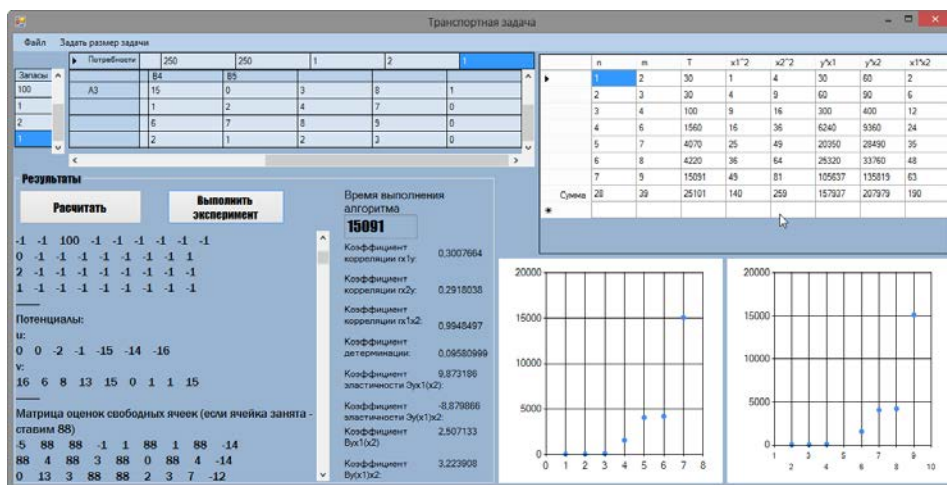 Транспортная задача
Файл Задать размер задачи
Потребности 250 250 1 2 1
Запасы B4 B5
100 A3 15 0 3 8 1
1 1 2 4 7 0
2 6 7 8 9 0
1 2 1 2 3 0
n m T x1^2 x2^2 y*x1 y*x2 x1*x2
1 2 30 1 4 30 60 2
2 3 30 4 9 60 90 6
3 4 100 9 16 300 400 12
4 6 1560 16 36 6240 9360 24
5 7 4070 25 49 20350 28490 35
6 8 4220 36 64 25320 33760 48
7 9 15091 49 81 105637 135819 63
Сумма 28 39 25101 140 259 157937 207979 190
Результаты
Расчитать
Выполнить
эксперимент
-1 -1 100 -1 -1 -1 -1 -1 -1
0 -1 -1 -1 -1 -1 -1 -1 1
2 -1 -1 -1 -1 -1 -1 -1 -1
1 -1 -1 -1 -1 -1 -1 -1 -1
Потенциалы:
u:
0 0 -2 -1 -15 -14 -16
v:
16 6 8 13 15 0 1 1 15
Матрица оценок свободных ячеек (если ячейка занята -
ставим 88)
-5 88 88 -1 1 88 1 88 -14
88 4 88 3 88 0 88 4 -14
0 13 3 88 88 2 3 7 -12
Время выполнения
алгоритма
15091
Коэффициент
корреляции rx1y: 0,3007664
Коэффициент
корреляции rx2y: 0,2918038
Коэффициент
корреляции rx1x2: 0,9948497
Коэффициент
детерминации: 0,09580999
Коэффициент 9,873186
эластичности Эyx1(x2):
Коэффициент -8,879866
эластичности Эy(x1)x2:
Коэффициент 2,507133
Byx1(x2)
Коэффициент 3,223908
By(x1)x2:
20000
15000
10000
5000
0
0 1 2 3 4 5 6 7 8
20000
15000
10000
5000
0
1 3 5 7 9
2 4 6 8 10